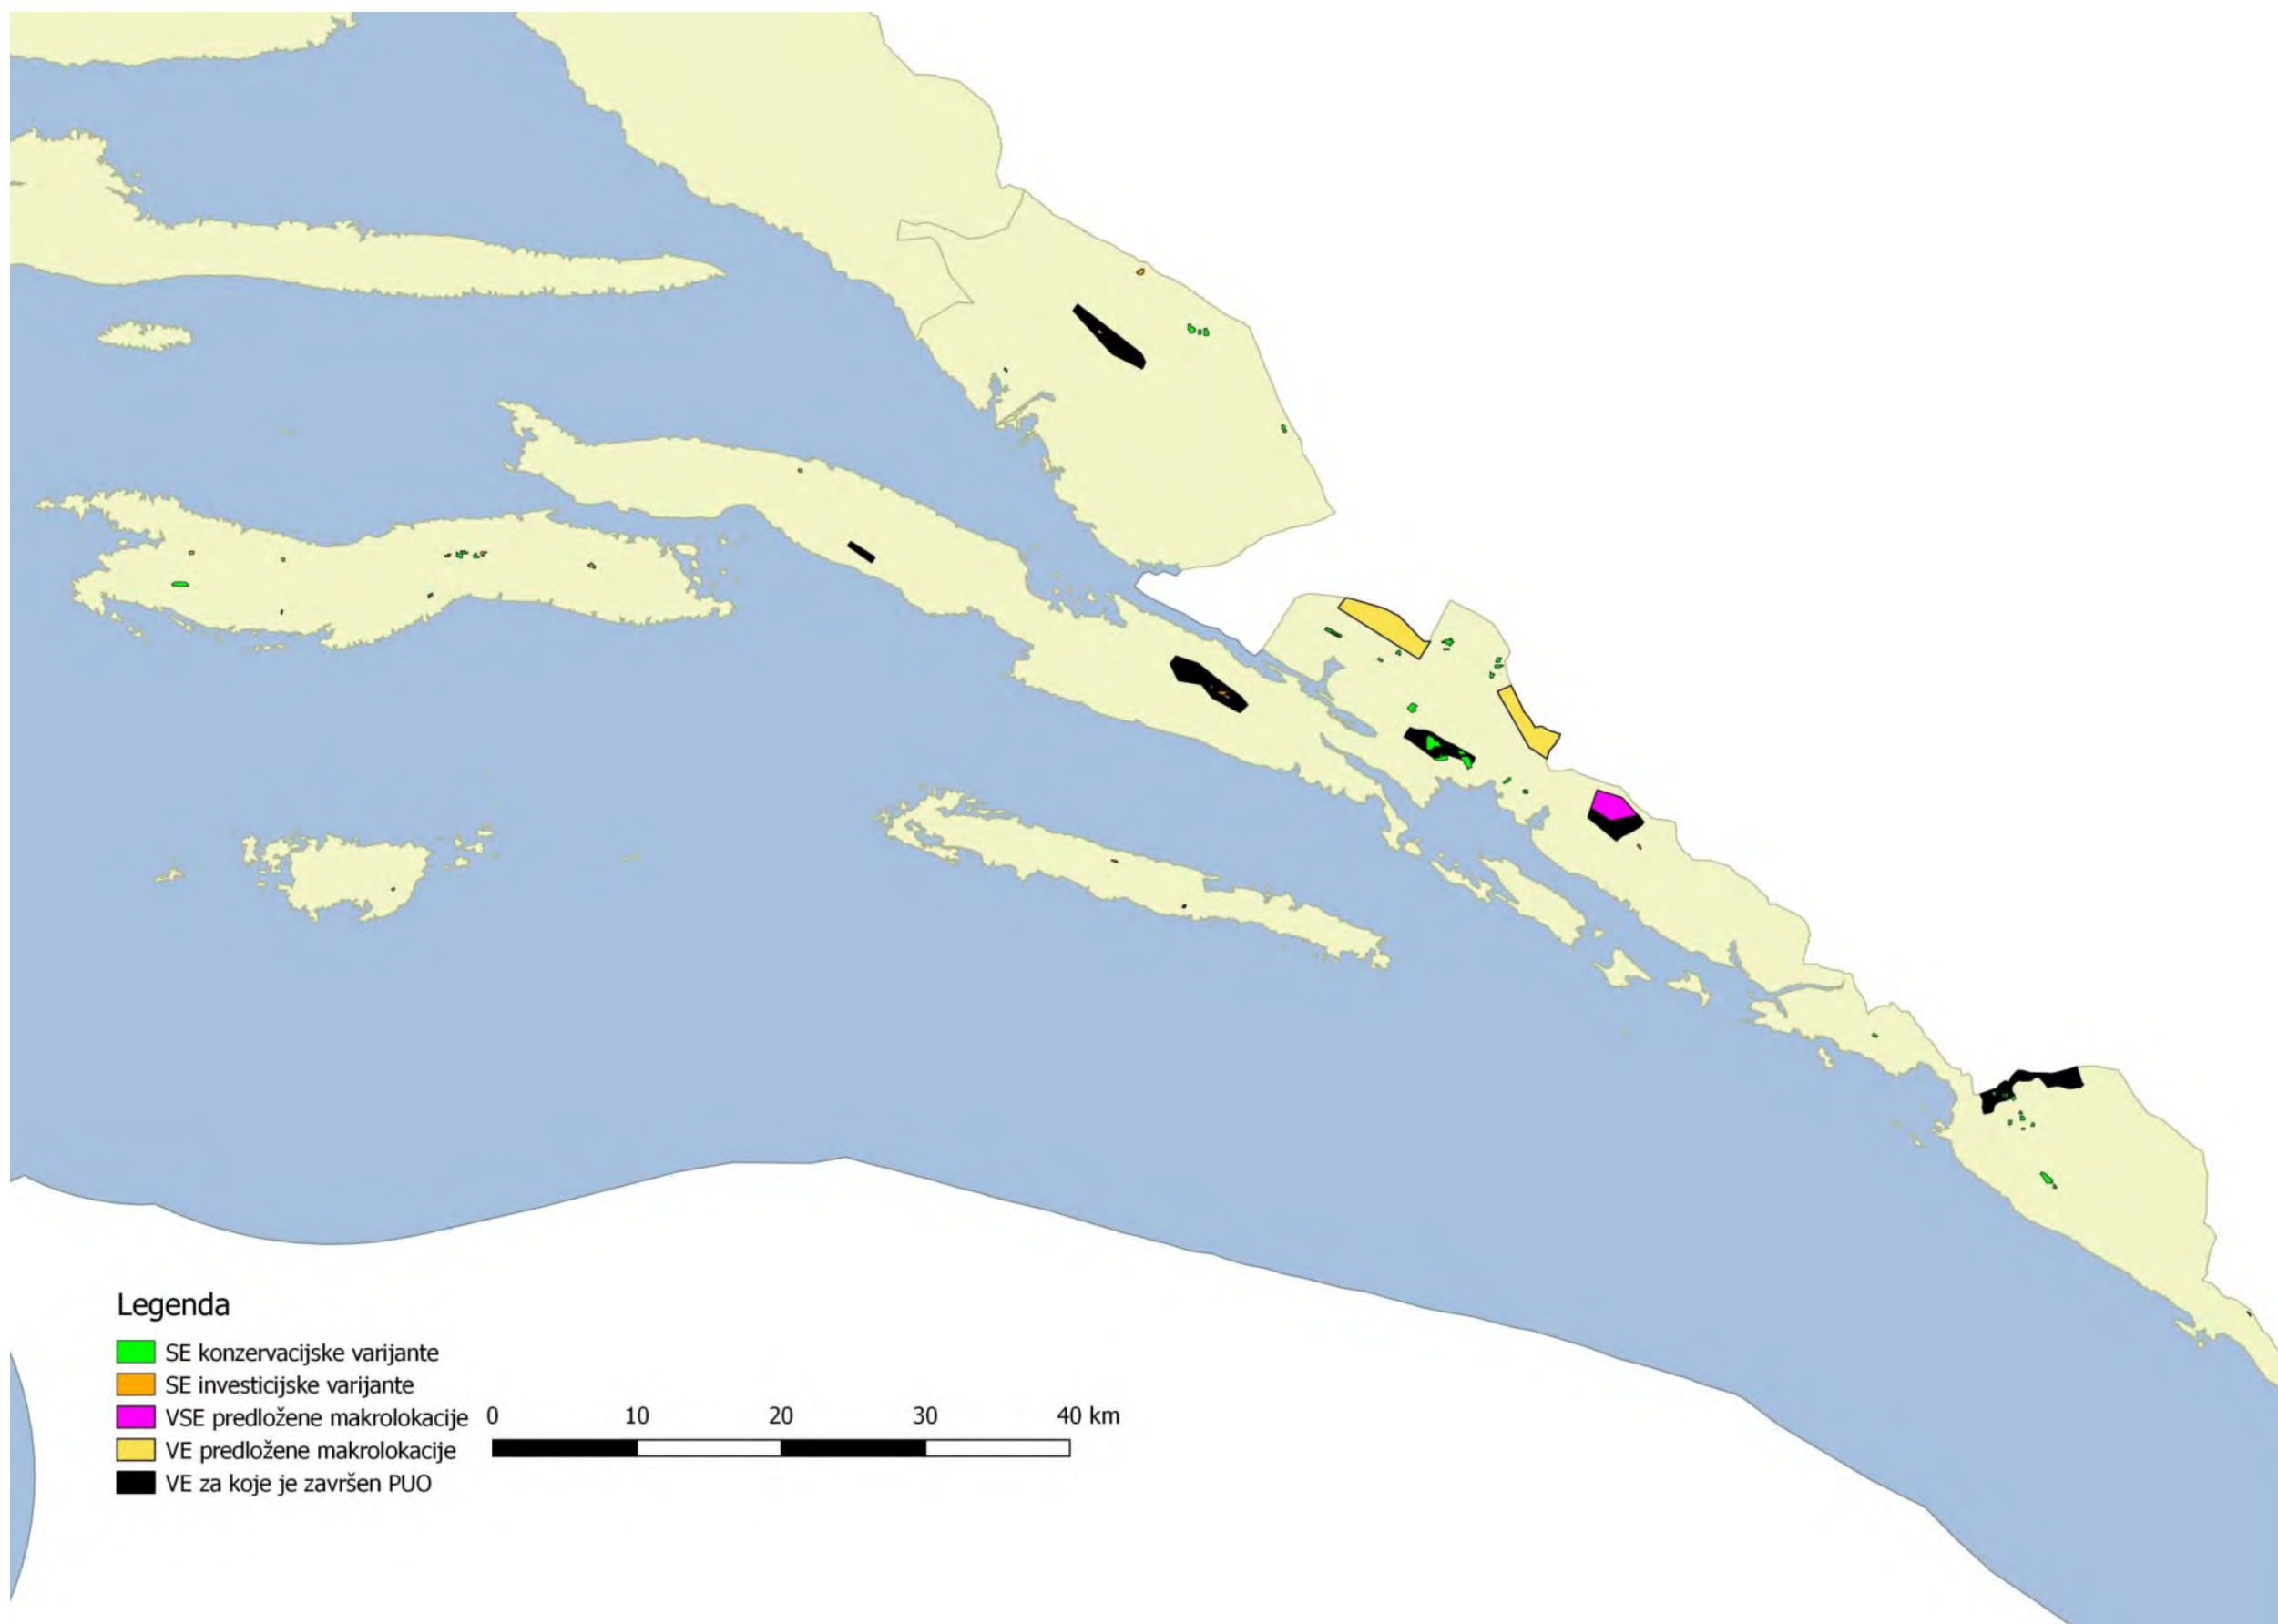 Legenda
SE konzervacijske varijante
SE investicijske varijante
VSE predložene makrolokacije
VE predložene makrolokacije
VE za koje je završen PUO
0 10 20 30 40 km